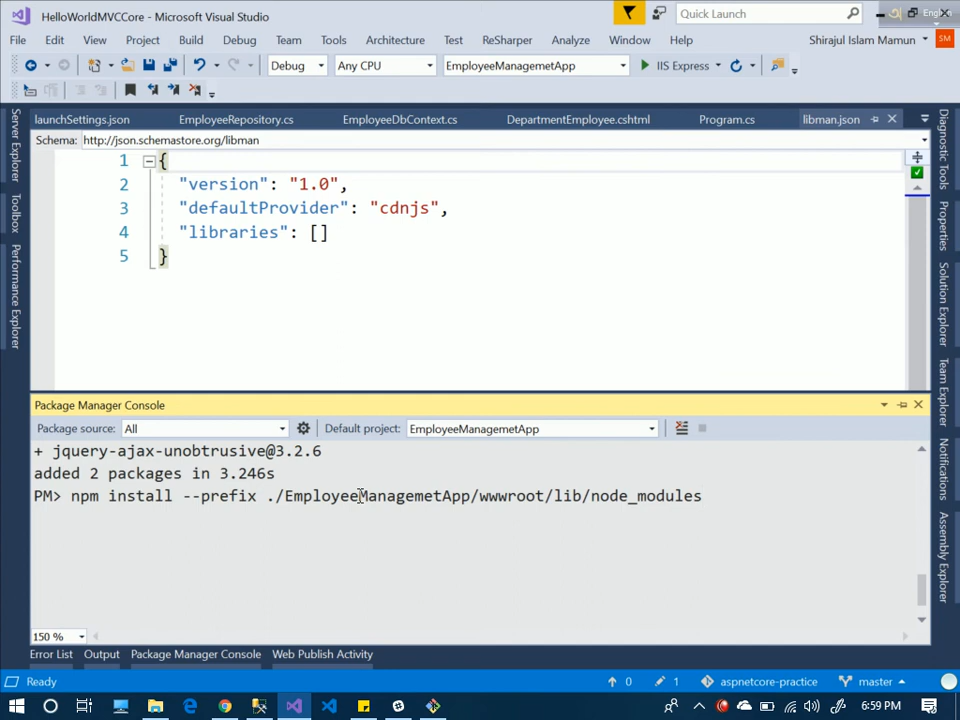 HelloWorldMVCCore - Microsoft Visual Studio
Quick Launch
English
File Edit View Project Build Debug Team Tools Architecture Test ReSharper Analyze Window Help
Shirajul Islam Mamun SM
Debug Any CPU EmployeeManagemetApp IIS Express
launchSettings.json EmployeeRepository.cs EmployeeDbContext.cs DepartmentEmployee.cshtml Program.cs libman.json
Schema: http://json.schemastore.org/libman
1 {
2 "version": "1.0",
3 "defaultProvider": "cdnjs",
4 "libraries": []
5 }
Server Explorer
Toolbox
Performance Explorer
Diagnostic Tools
Properties
Solution Explorer
Team Explorer
Notifications
Assembly Explorer
Package Manager Console
Package source: All Default project: EmployeeManagemetApp
+ jquery-ajax-unobtrusive@3.2.6
added 2 packages in 3.246s
PM> npm install --prefix ./EmployeeManagemetApp/wwwroot/lib/node_modules
150 %
Error List Output Package Manager Console Web Publish Activity
Ready 0 1 aspnetcore-practice master
6:59 PM